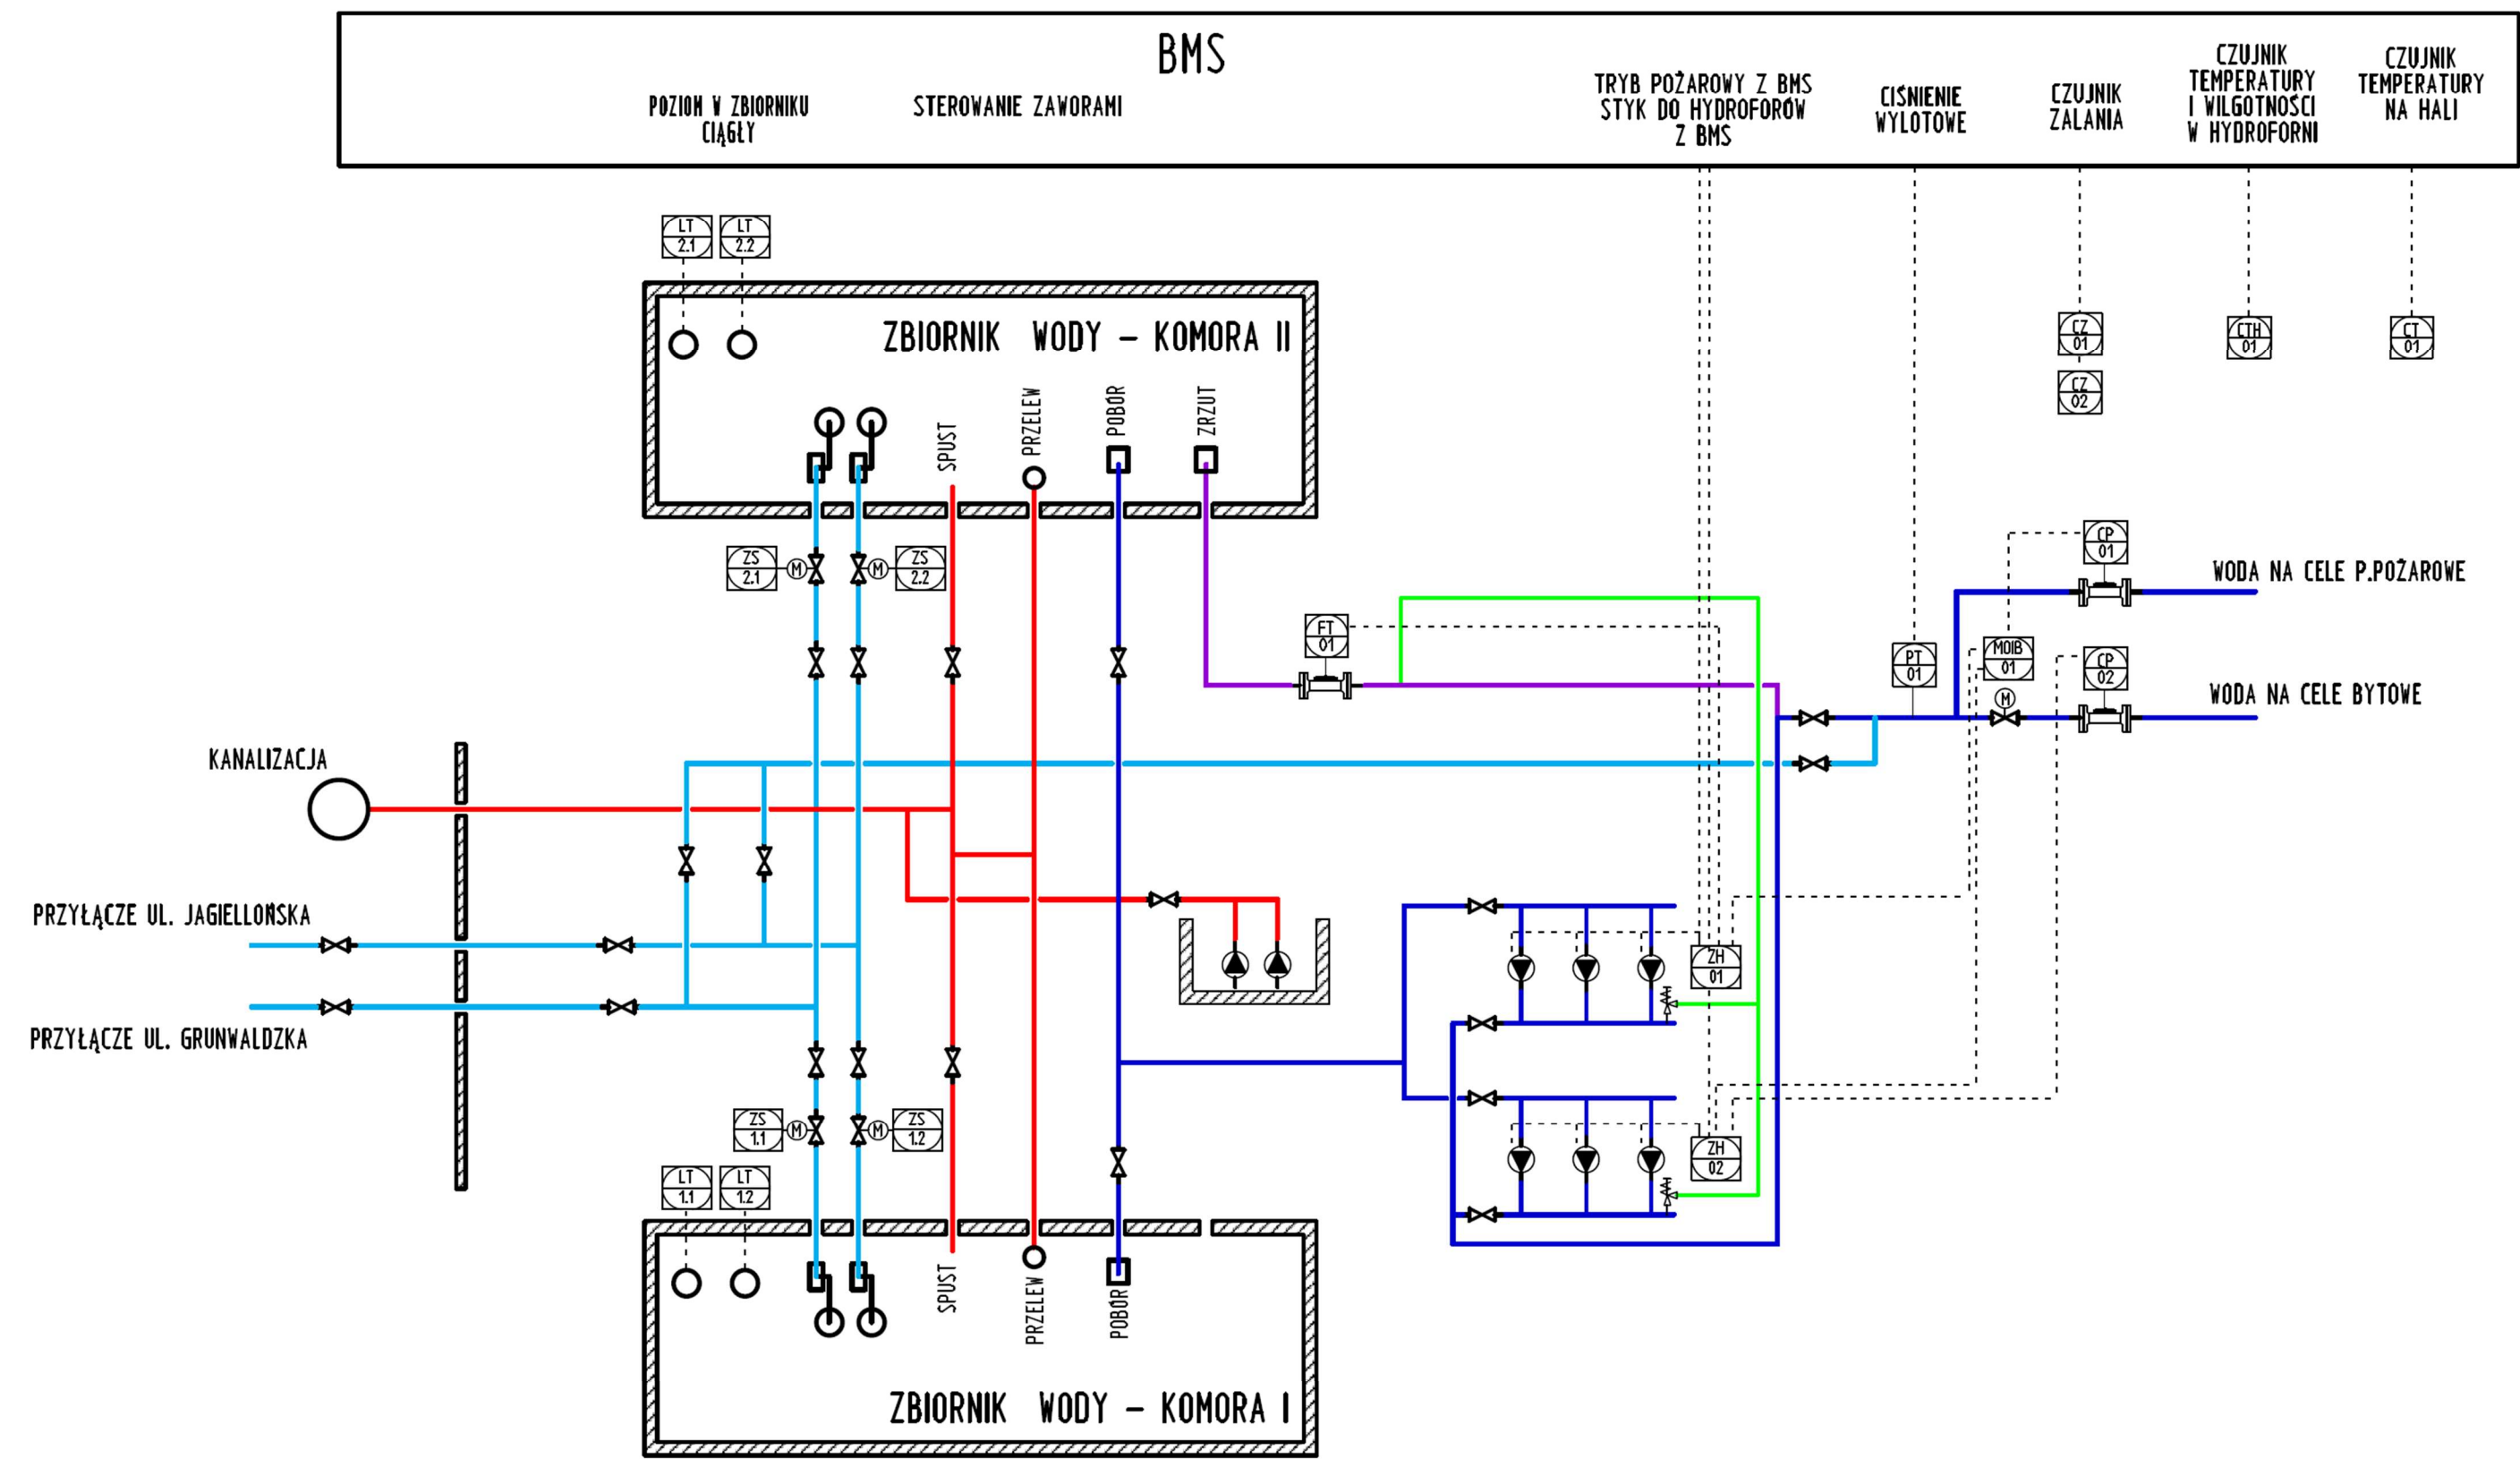 BMS
POZIOM W ZBIORNIKU
CIĄGŁY
STEROWANIE ZAWORAMI
TRYB POŻAROWY Z BMS
STYK DO HYDROFORÓW
Z BMS
CIŚNIENIE
WYLOTOWE
CZUJNIK
ZALANIA
CZUJNIK
TEMPERATURY
I WILGOTNOŚCI
W HYDROFORNI
CZUJNIK
TEMPERATURY
NA HALI
LT
2.1
LT
2.2
ZBIORNIK WODY – KOMORA II
CZ
01
CZ
02
CTH
01
CT
01
SPUST
PRZELEW
POBÓR
ZRZUT
ZS
2.1
M
M
ZS
2.2
CP
01
WODA NA CELE P.POŻAROWE
FT
01
PT
01
MOIB
01
M
CP
02
WODA NA CELE BYTOWE
KANALIZACJA
PRZYŁĄCZE UL. JAGIELLOŃSKA
PRZYŁĄCZE UL. GRUNWALDZKA
ZH
01
ZS
1.1
M
M
ZS
1.2
ZH
02
LT
1.1
LT
1.2
SPUST
PRZELEW
POBÓR
ZBIORNIK WODY – KOMORA I